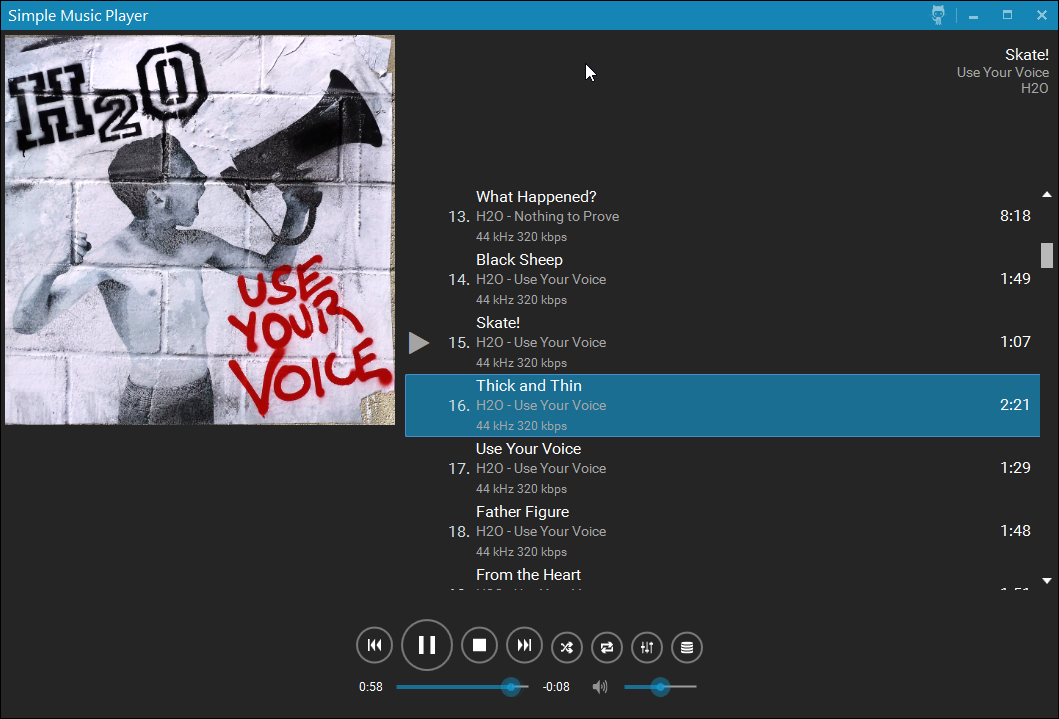 Simple Music Player
H2O
USE
YOUR
VOICE
Skate!
Use Your Voice
H2O
What Happened?
13. H2O - Nothing to Prove 8:18
44 kHz 320 kbps
Black Sheep
14. H2O - Use Your Voice 1:49
44 kHz 320 kbps
Skate!
15. H2O - Use Your Voice 1:07
44 kHz 320 kbps
Thick and Thin
16. H2O - Use Your Voice 2:21
44 kHz 320 kbps
Use Your Voice
17. H2O - Use Your Voice 1:29
44 kHz 320 kbps
Father Figure
18. H2O - Use Your Voice 1:48
44 kHz 320 kbps
From the Heart
0:58 -0:08